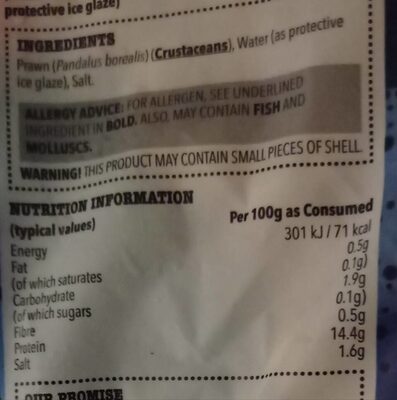 protective ice glaze)
INGREDIENTS
Prawn (Pandalus borealis) (Crustaceans), Water (as protective
ice glaze), Salt.
ALLERGY ADVICE: FOR ALLERGEN, SEE UNDERLINED
INGREDIENT IN BOLD. ALSO, MAY CONTAIN FISH AND
MOLLUSCS.
WARNING! THIS PRODUCT MAY CONTAIN SMALL PIECES OF SHELL.
NUTRITION INFORMATION
(typical values) Per 100g as Consumed
Energy 301 kJ / 71 kcal
Fat 0.5g
(of which saturates 0.1g)
Carbohydrate 1.9g
(of which sugars 0.1g)
Fibre 0.5g
Protein 14.4g
Salt 1.6g
OUR PROMISE